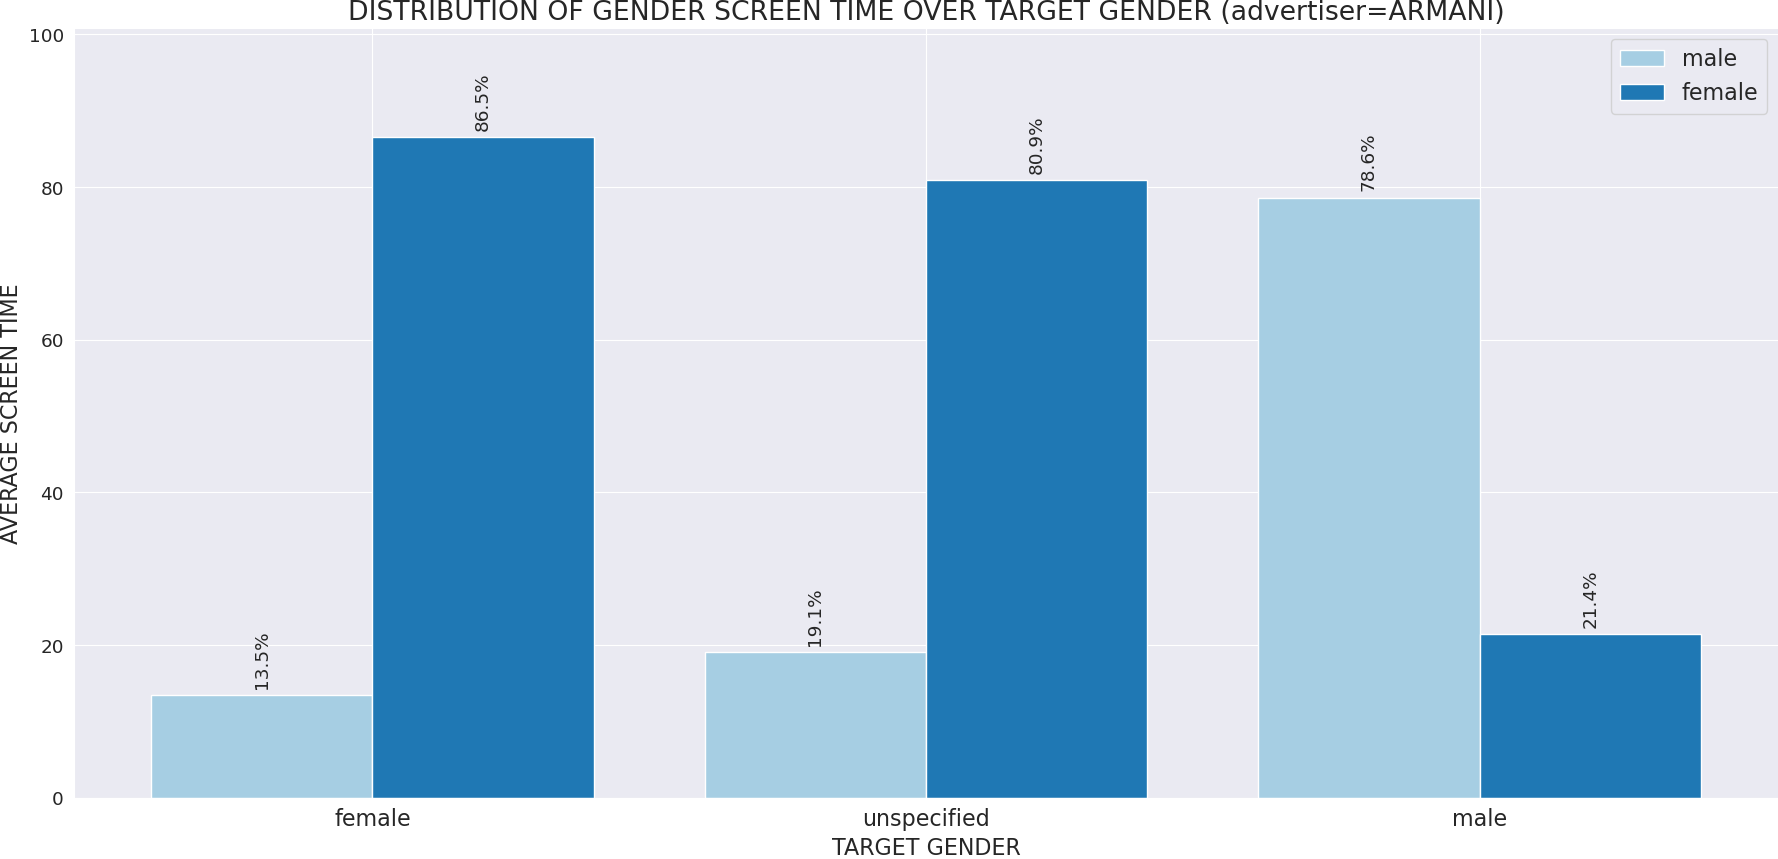 DISTRIBUTION OF GENDER SCREEN TIME OVER TARGET GENDER (advertiser=ARMANI)
male
female
100
80
60
40
20
0
AVERAGE SCREEN TIME
13.5%
86.5%
19.1%
80.9%
78.6%
21.4%
female
unspecified
male
TARGET GENDER